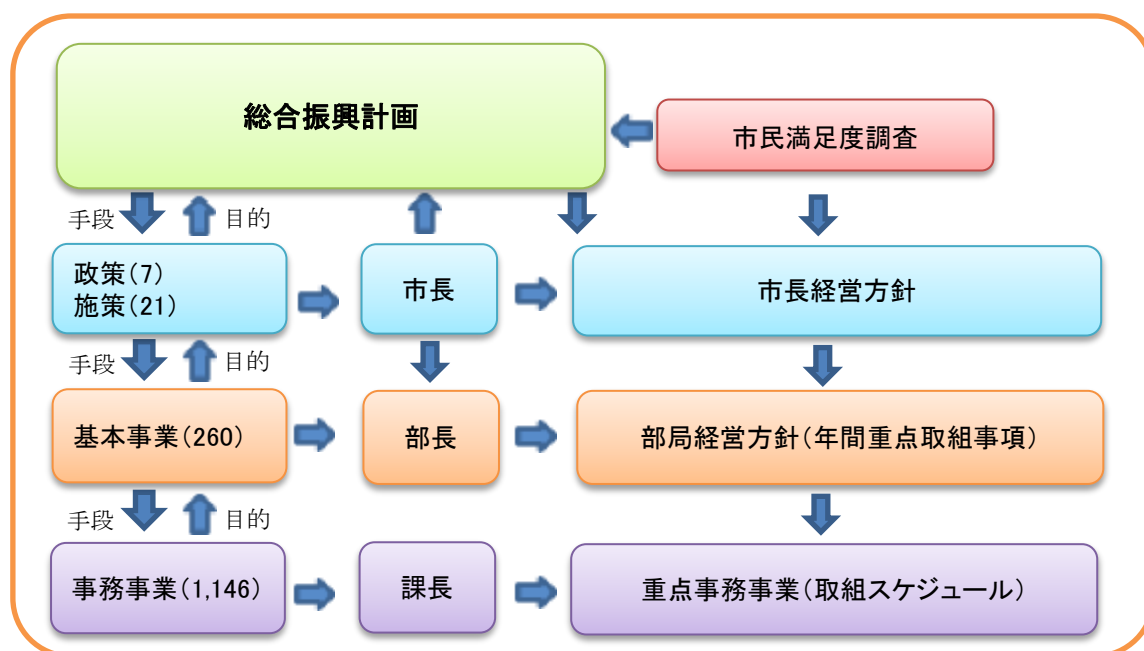 総合振興計画
市民満足度調査
手段
目的
政策(7)
施策(21)
市長
市長経営方針
手段
目的
基本事業(260)
部長
部局経営方針(年間重点取組事項)
手段
目的
事務事業(1,146)
課長
重点事務事業(取組スケジュール)